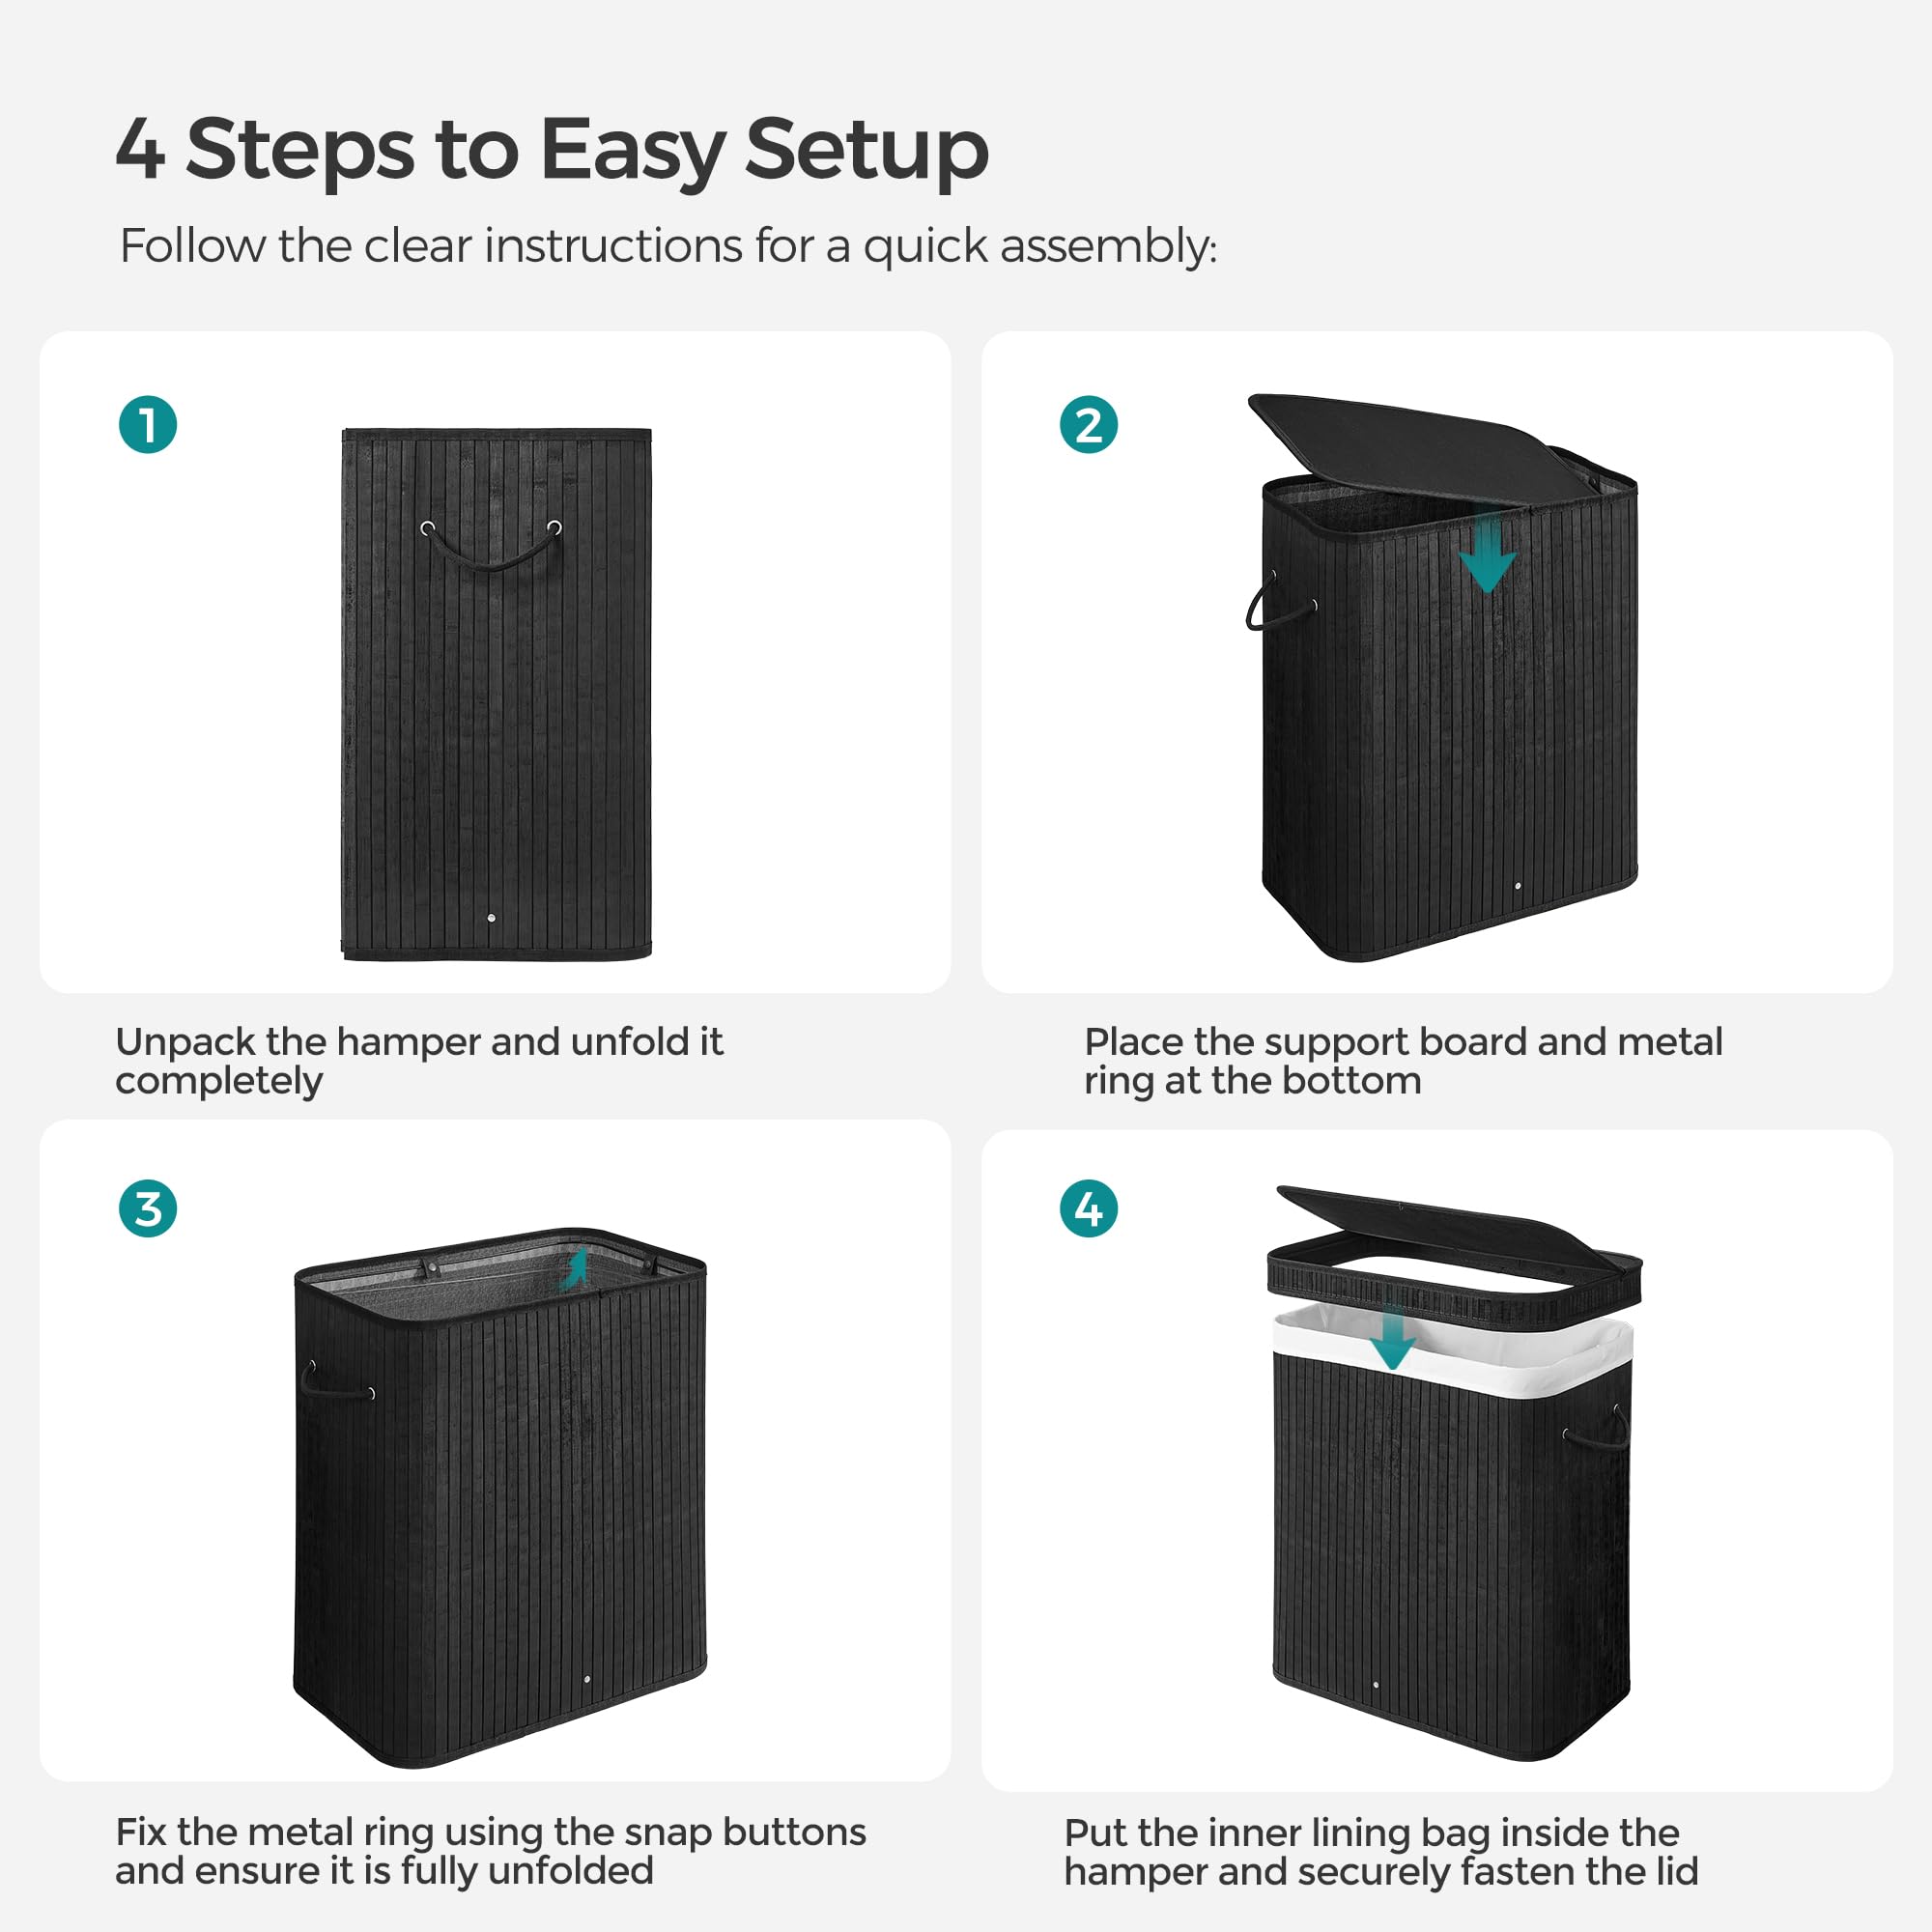 4 Steps to Easy Setup
Follow the clear instructions for a quick assembly:
1
2
Unpack the hamper and unfold it
completely
Place the support board and metal
ring at the bottom
3
4
Fix the metal ring using the snap buttons
and ensure it is fully unfolded
Put the inner lining bag inside the
hamper and securely fasten the lid